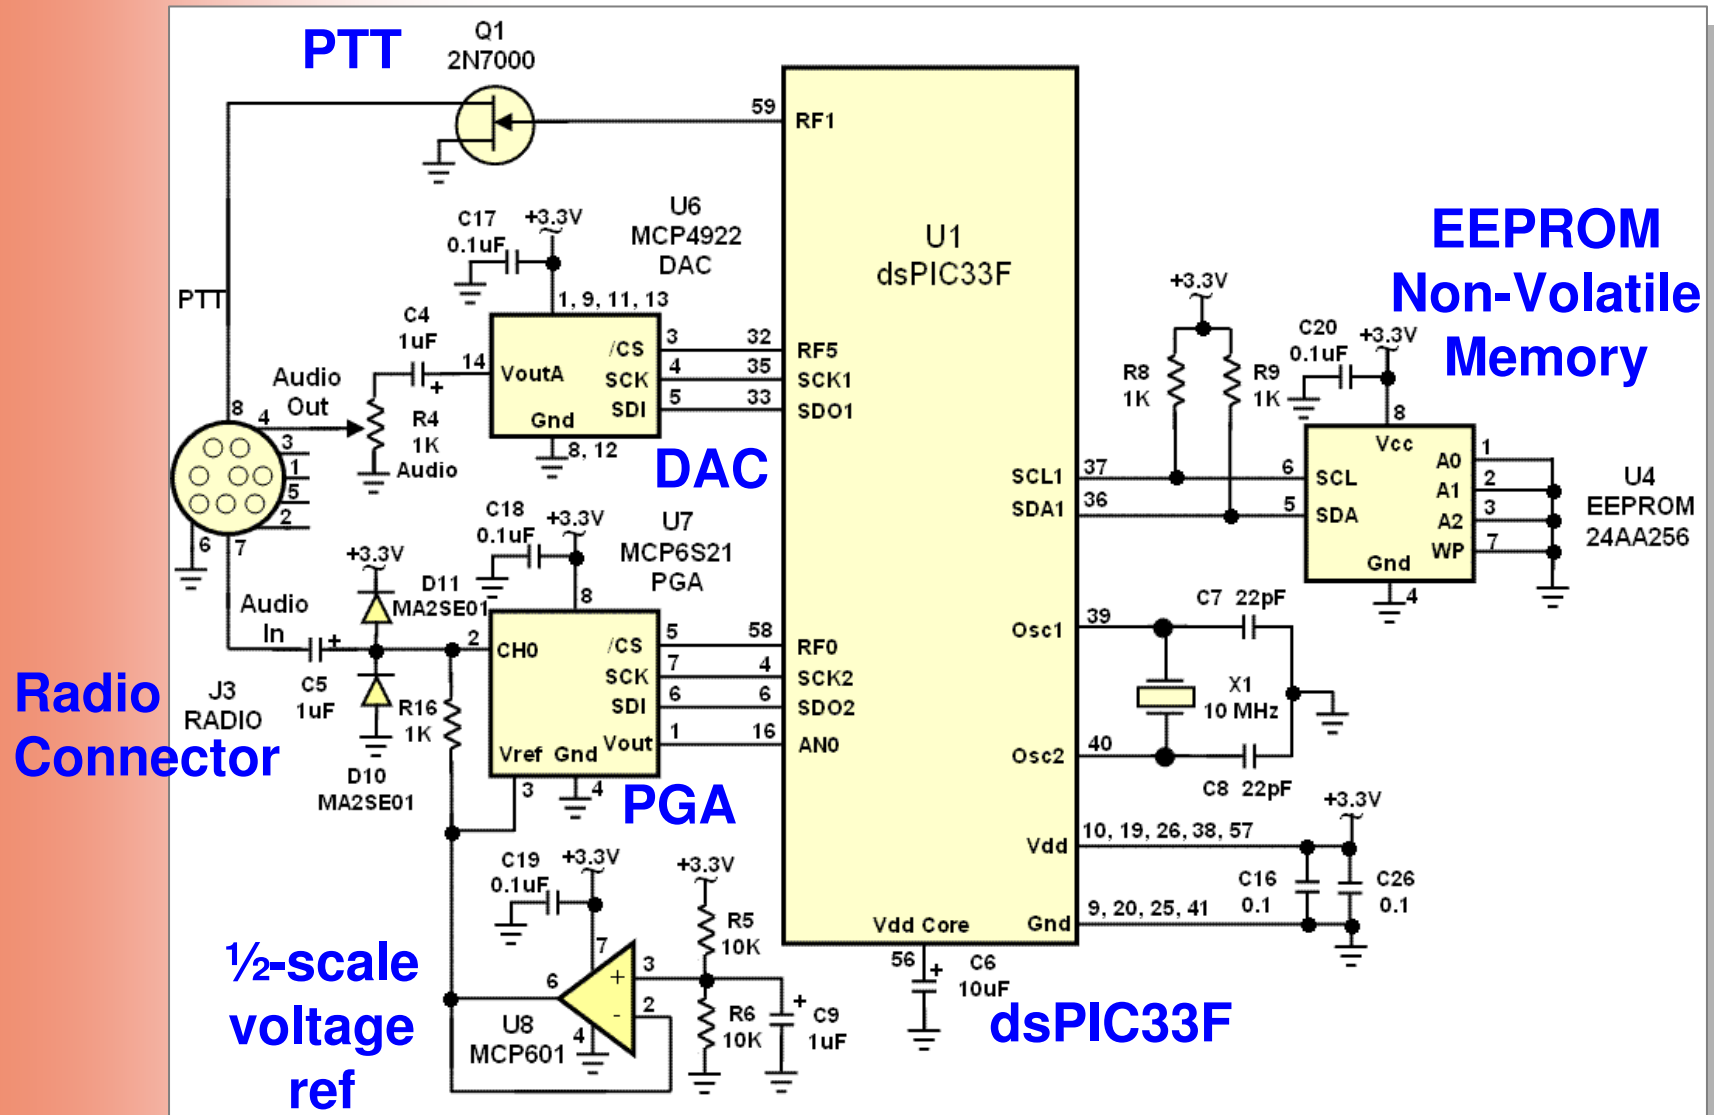 PTT
Q1
2N7000
59
RF1
U1
dsPIC33F
C17
0.1uF
+3.3V
U6
MCP4922
DAC
1, 9, 11, 13
PTT
C4
1uF
+
14
VoutA
/CS
SCK
SDI
Gnd
3
4
5
32
35
33
RF5
SCK1
SDO1
8, 12
DAC
Audio
Out
R4
1K
Audio
8
4
3
1
5
2
6
7
EEPROM
Non-Volatile
Memory
+3.3V
R8
1K
R9
1K
C20
0.1uF
+3.3V
8
Vcc
SCL1
37
6
SCL
SDA1
36
5
SDA
A0
A1
A2
WP
1
2
3
7
Gnd
4
U4
EEPROM
24AA256
C18
0.1uF
+3.3V
U7
MCP6S21
PGA
8
+3.3V
D11
MA2SE01
Audio
In
+
C5
1uF
2
CH0
/CS
SCK
SDI
Vout
Vref
Gnd
5
7
6
1
58
4
6
16
RF0
SCK2
SDO2
AN0
3
4
PGA
R16
1K
D10
MA2SE01
J3
RADIO
Radio
Connector
Osc1
39
C7 22pF
X1
10 MHz
Osc2
40
C8 22pF
+3.3V
Vdd
10, 19, 26, 38, 57
C16
0.1
C26
0.1
Gnd
9, 20, 25, 41
Vdd Core
56
+
C6
10uF
dsPIC33F
C19
0.1uF
+3.3V
+3.3V
R5
10K
7
6
+
-
3
2
4
U8
MCP601
R6
10K
+
C9
1uF
½-scale
voltage
ref